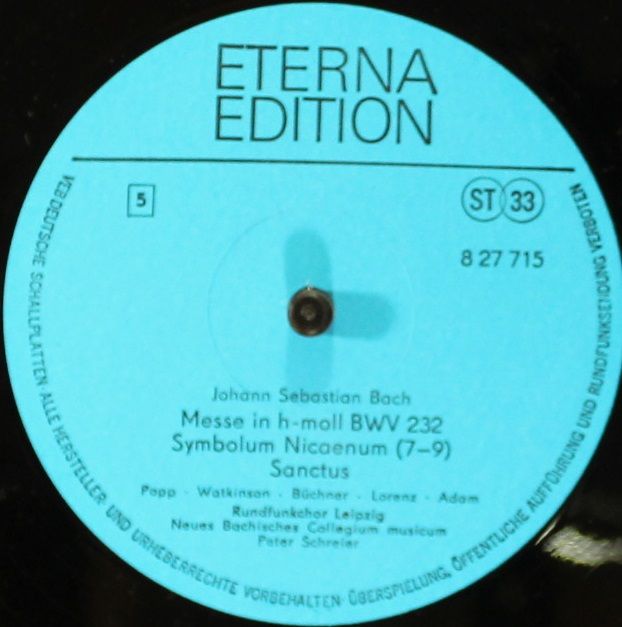 ETERNA
EDITION
5
ST 33
8 27 715
Johann Sebastian Bach
Messe in h-moll BWV 232
Symbolum Nicaenum (7–9)
Sanctus
Popp · Watkinson · Büchner · Lorenz · Adam
Rundfunkchor Leipzig
Neues Bachisches Collegium musicum
Peter Schreier
VEB DEUTSCHE SCHALLPLATTEN ALLE HERSTELLER- UND URHEBERRECHTE VORBEHALTEN· ÜBERSPIELUNG, ÖFFENTLICHE AUFFÜHRUNG UND RUNDFUNKSENDUNG VERBOTEN